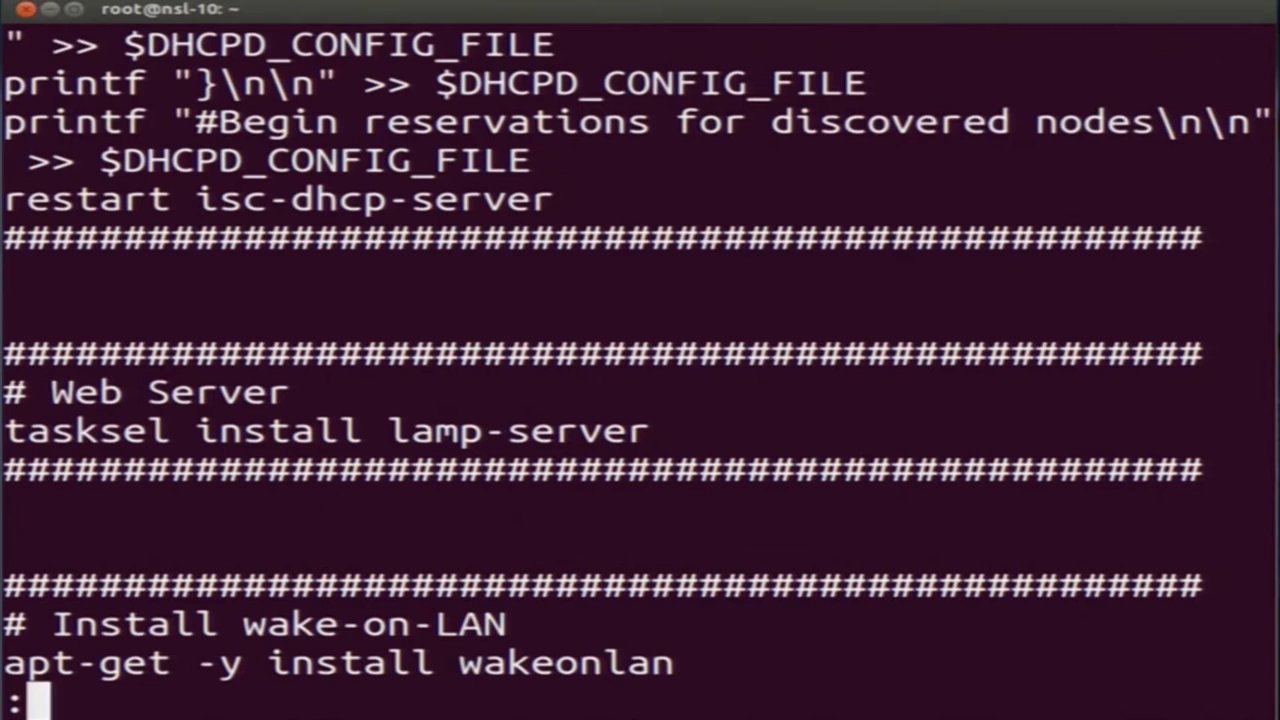 root@nsl-10: ~
" >> $DHCPD_CONFIG_FILE
printf "}\n\n" >> $DHCPD_CONFIG_FILE
printf "#Begin reservations for discovered nodes\n\n"
 >> $DHCPD_CONFIG_FILE
restart isc-dhcp-server
##################################################
##################################################
# Web Server
tasksel install lamp-server
##################################################
##################################################
# Install wake-on-LAN
apt-get -y install wakeonlan
: